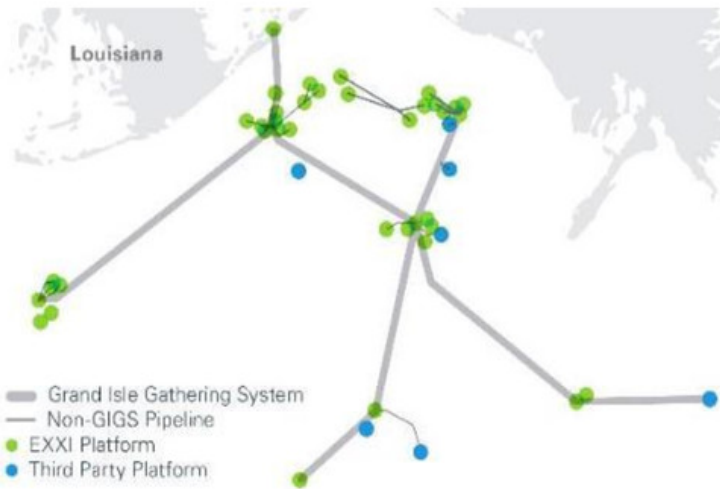 Louisiana
Grand Isle Gathering System
Non-GIGS Pipeline
EXXI Platform
Third Party Platform